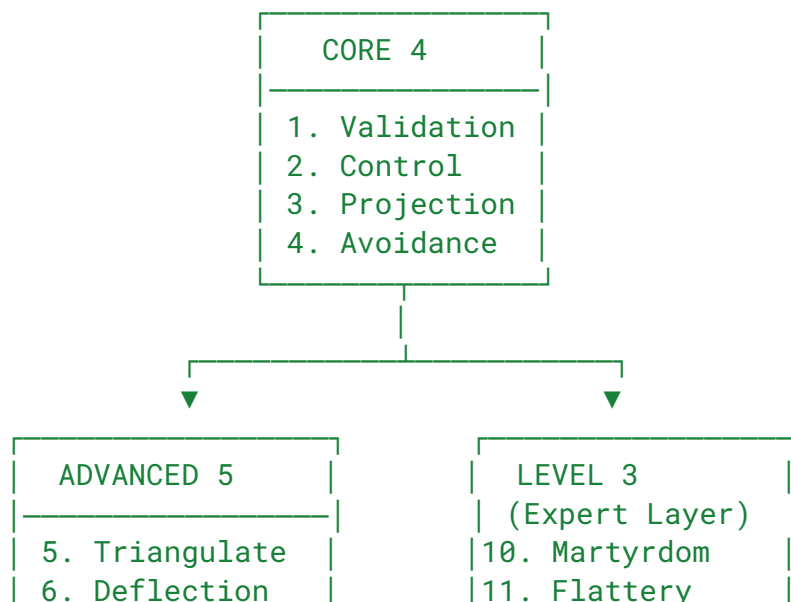 CORE 4
1. Validation
2. Control
3. Projection
4. Avoidance
ADVANCED 5
5. Triangulate
6. Deflection
LEVEL 3
(Expert Layer)
10. Martyrdom
11. Flattery